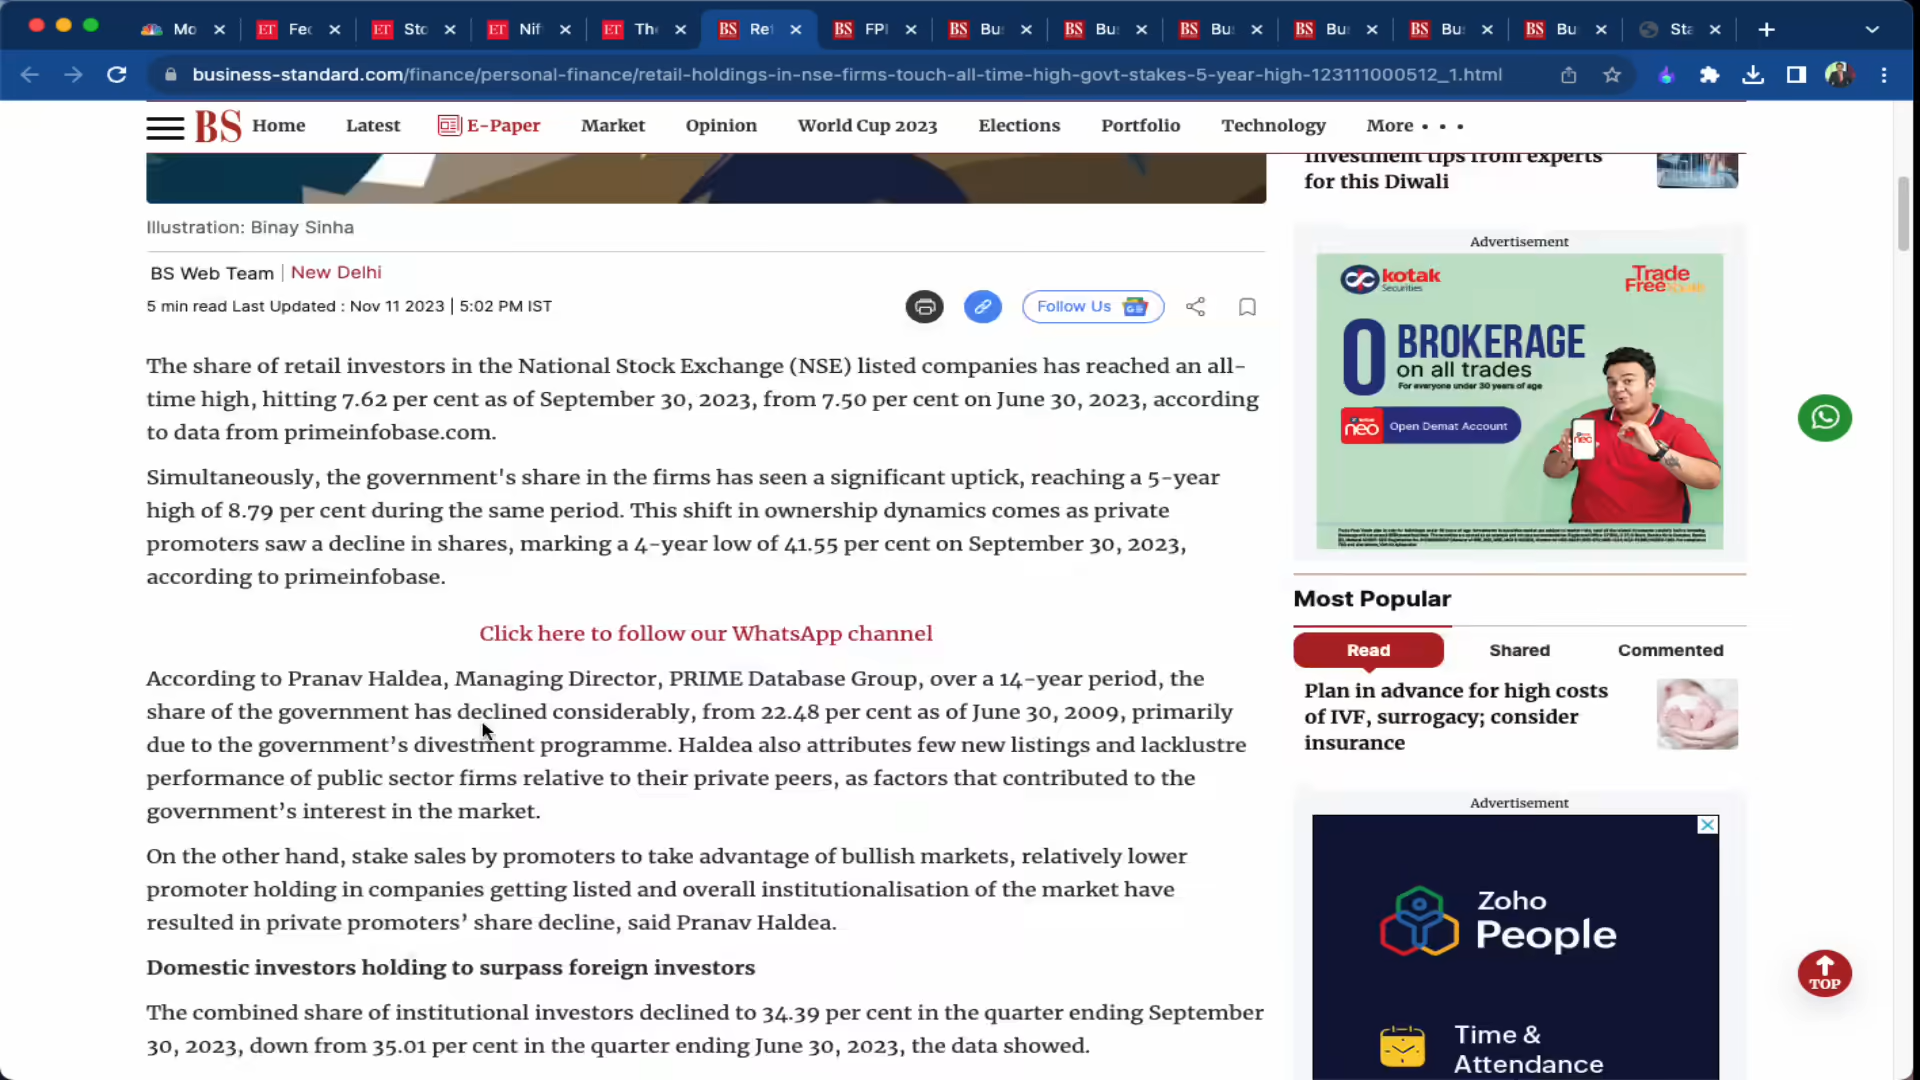 Mo
Fe
Sto
Nif
Th
Ret
FPI
Bu
Bu
Bu
Bu
Bu
Bu
Sta
business-standard.com/finance/personal-finance/retail-holdings-in-nse-firms-touch-all-time-high-govt-stakes-5-year-high-123111000512_1.html
BS Home Latest E-Paper Market Opinion World Cup 2023 Elections Portfolio Technology More
Illustration: Binay Sinha
BS Web Team | New Delhi
5 min read Last Updated : Nov 11 2023 | 5:02 PM IST
Follow Us
The share of retail investors in the National Stock Exchange (NSE) listed companies has reached an all-
time high, hitting 7.62 per cent as of September 30, 2023, from 7.50 per cent on June 30, 2023, according
to data from primeinfobase.com.
Simultaneously, the government's share in the firms has seen a significant uptick, reaching a 5-year
high of 8.79 per cent during the same period. This shift in ownership dynamics comes as private
promoters saw a decline in shares, marking a 4-year low of 41.55 per cent on September 30, 2023,
according to primeinfobase.
Click here to follow our WhatsApp channel
According to Pranav Haldea, Managing Director, PRIME Database Group, over a 14-year period, the
share of the government has declined considerably, from 22.48 per cent as of June 30, 2009, primarily
due to the government's divestment programme. Haldea also attributes few new listings and lacklustre
performance of public sector firms relative to their private peers, as factors that contributed to the
government's interest in the market.
On the other hand, stake sales by promoters to take advantage of bullish markets, relatively lower
promoter holding in companies getting listed and overall institutionalisation of the market have
resulted in private promoters' share decline, said Pranav Haldea.
Domestic investors holding to surpass foreign investors
The combined share of institutional investors declined to 34.39 per cent in the quarter ending September
30, 2023, down from 35.01 per cent in the quarter ending June 30, 2023, the data showed.
Investment tips from experts
for this Diwali
Advertisement
kotak
Securities
Trade
Free
0 BROKERAGE
on all trades
For everyone under 30 years of age
neo Open Demat Account
Most Popular
Read Shared Commented
Plan in advance for high costs
of IVF, surrogacy; consider
insurance
Advertisement
Zoho
People
Time &
Attendance
TOP